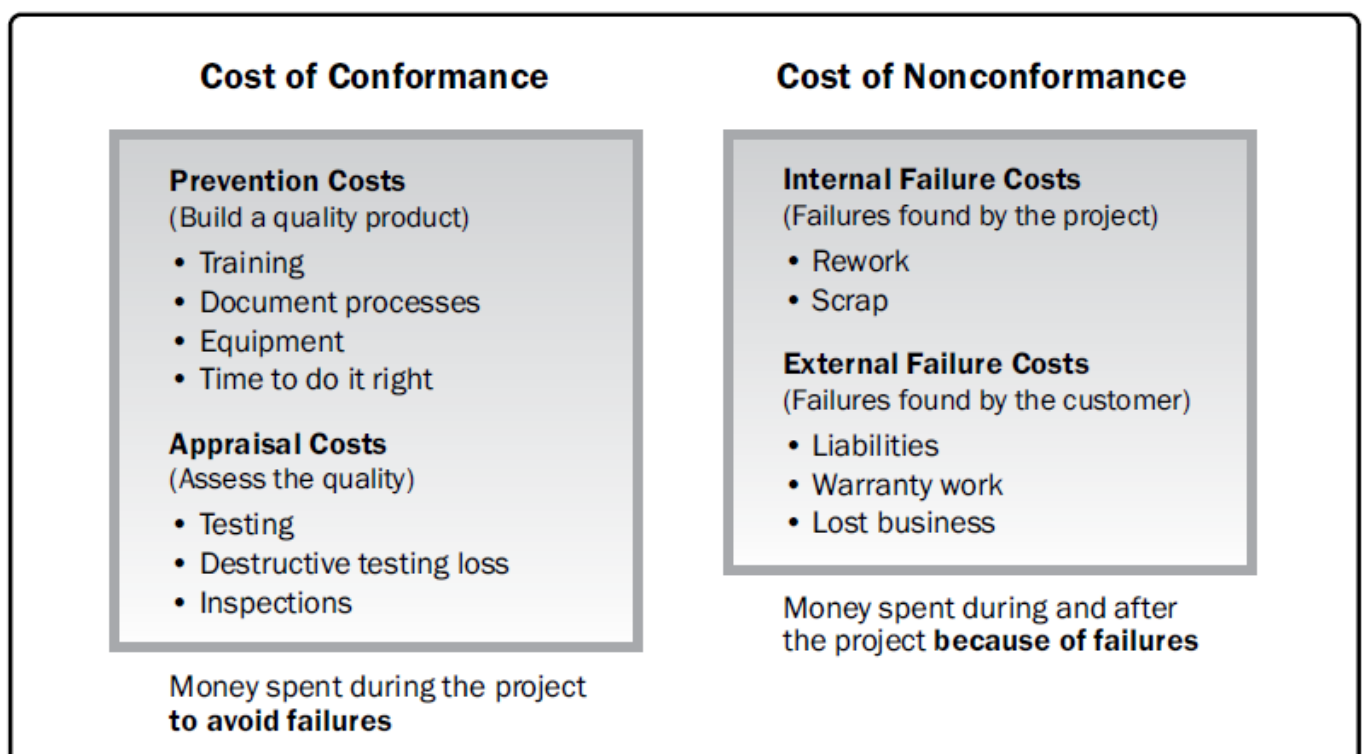 Cost of Conformance
Prevention Costs
(Build a quality product)
• Training
• Document processes
• Equipment
• Time to do it right
Appraisal Costs
(Assess the quality)
• Testing
• Destructive testing loss
• Inspections
Money spent during the project
to avoid failures
Cost of Nonconformance
Internal Failure Costs
(Failures found by the project)
• Rework
• Scrap
External Failure Costs
(Failures found by the customer)
• Liabilities
• Warranty work
• Lost business
Money spent during and after
the project because of failures